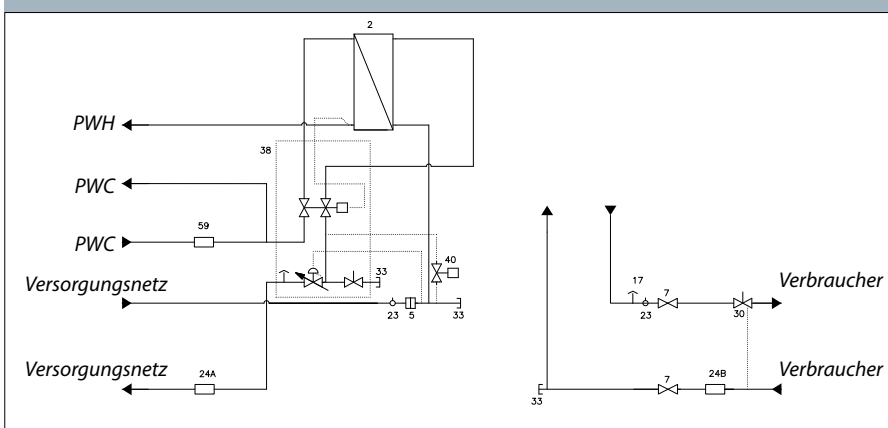 2
PWH
38
PWC
59
PWC
40
33
Versorgungsnetz
23
5
33
Versorgungsnetz
24A
17
7
Verbraucher
23
30
7
24B
Verbraucher
33